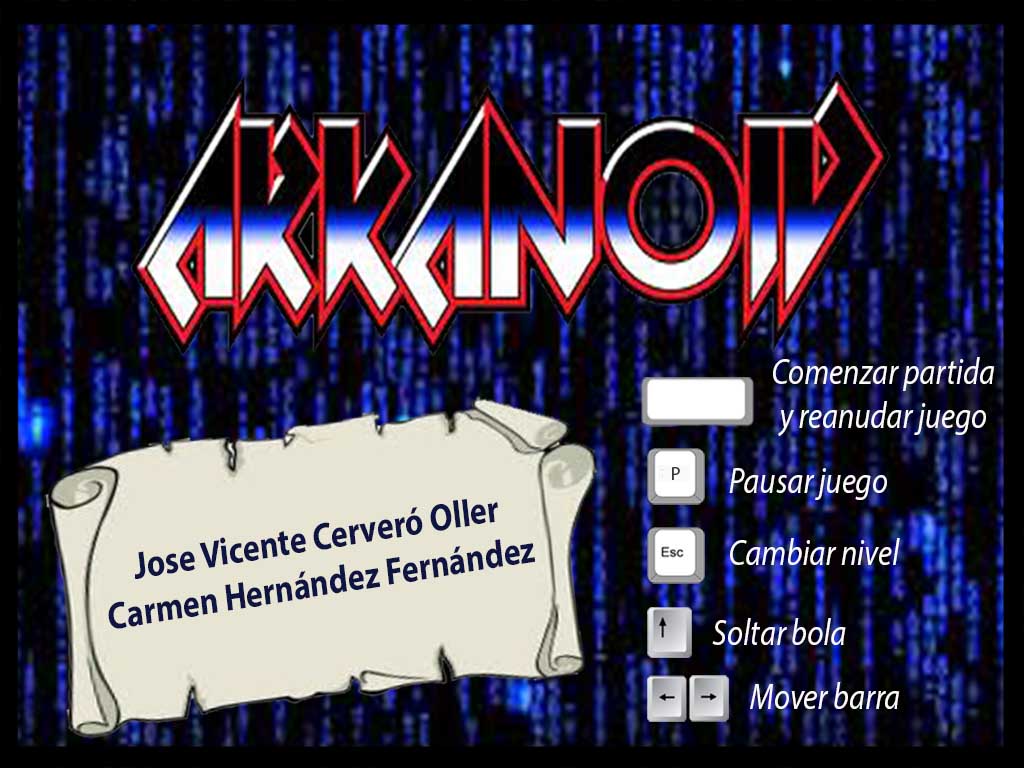 ARKANOID
Comenzar partida
y reanudar juego
P
Pausar juego
Esc
Cambiar nivel
Soltar bola
Mover barra
Jose Vicente Cerveró Oller
Carmen Hernández Fernández